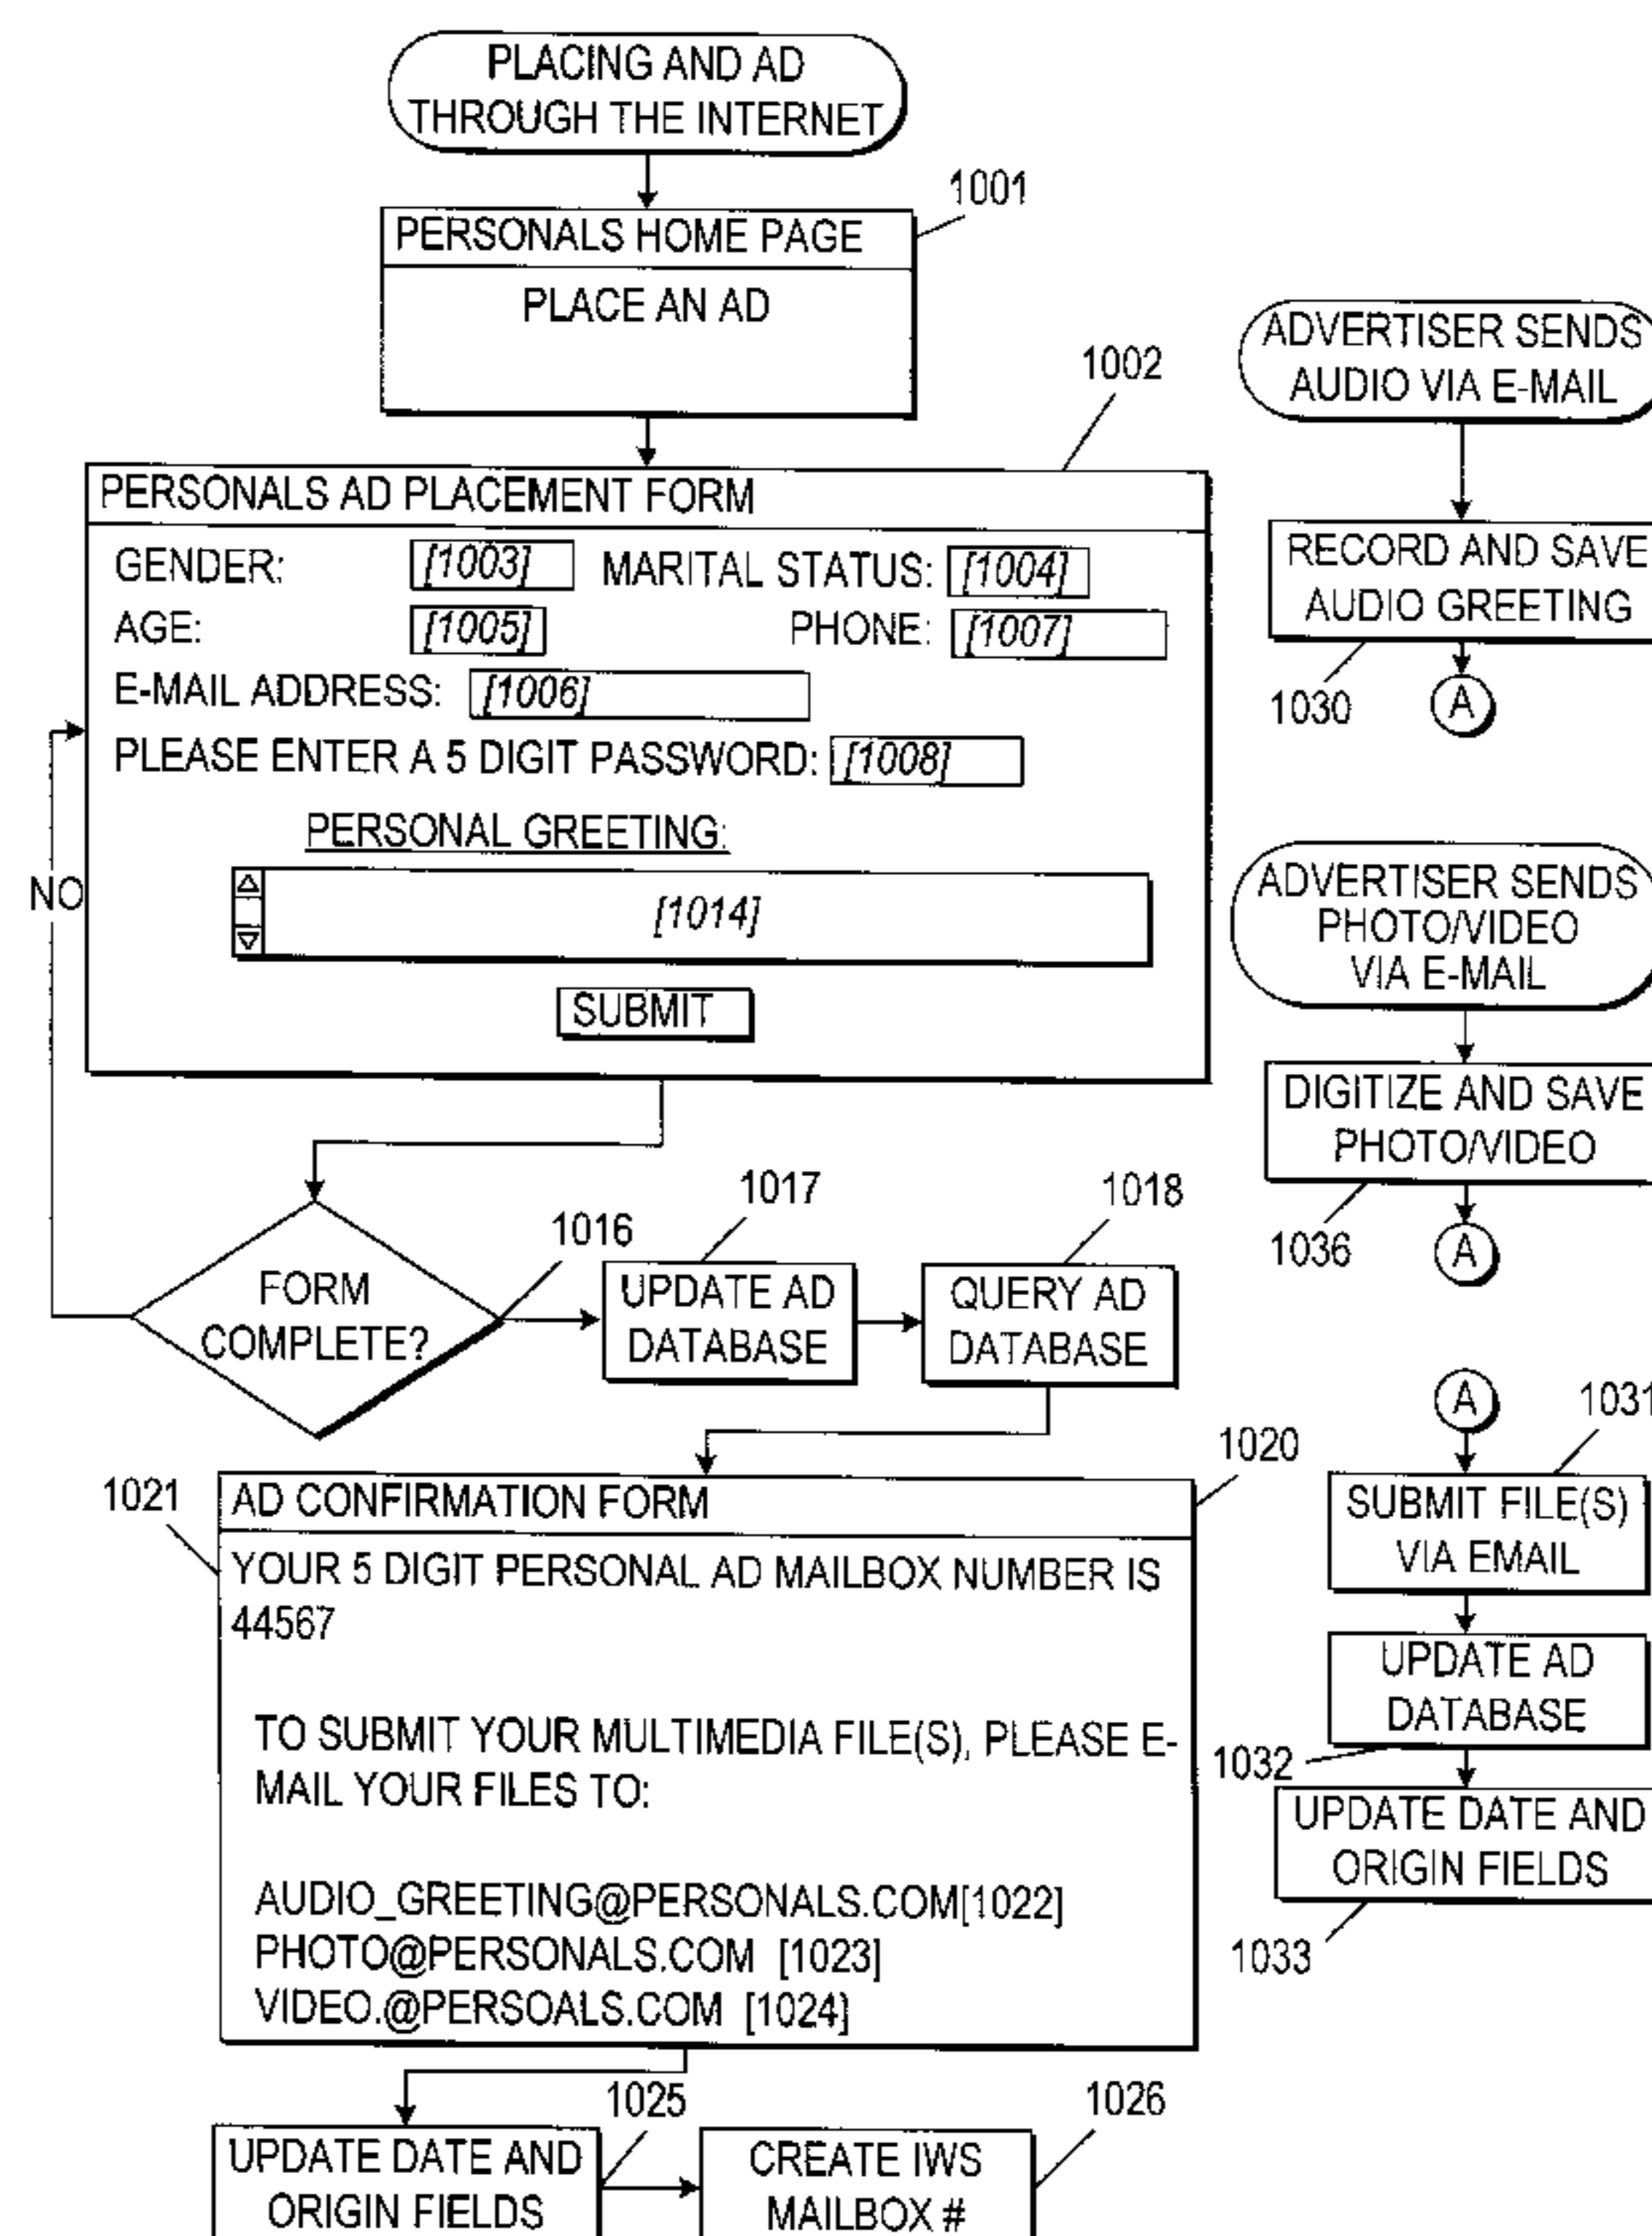 PLACING AND AD
THROUGH THE INTERNET
1001
PERSONALS HOME PAGE
PLACE AN AD
1002
PERSONALS AD PLACEMENT FORM
GENDER: [1003] MARITAL STATUS: [1004]
AGE: [1005] PHONE: [1007]
E-MAIL ADDRESS: [1006]
PLEASE ENTER A 5 DIGIT PASSWORD: [1008]
PERSONAL GREETING:
[1014]
SUBMIT
NO
FORM
COMPLETE?
1016
1017
UPDATE AD
DATABASE
1018
QUERY AD
DATABASE
1020
1021
AD CONFIRMATION FORM
YOUR 5 DIGIT PERSONAL AD MAILBOX NUMBER IS
44567
TO SUBMIT YOUR MULTIMEDIA FILE(S), PLEASE E-
MAIL YOUR FILES TO:
AUDIO_GREETING@PERSONALS.COM[1022]
PHOTO@PERSONALS.COM [1023]
VIDEO.@PERSOALS.COM [1024]
1025
UPDATE DATE AND
ORIGIN FIELDS
1026
CREATE IWS
MAILBOX #
ADVERTISER SENDS
AUDIO VIA E-MAIL
RECORD AND SAVE
AUDIO GREETING
1030
A
ADVERTISER SENDS
PHOTO/VIDEO
VIA E-MAIL
DIGITIZE AND SAVE
PHOTO/VIDEO
1036
A
A
1031
SUBMIT FILE(S)
VIA EMAIL
UPDATE AD
DATABASE
1032
UPDATE DATE AND
ORIGIN FIELDS
1033